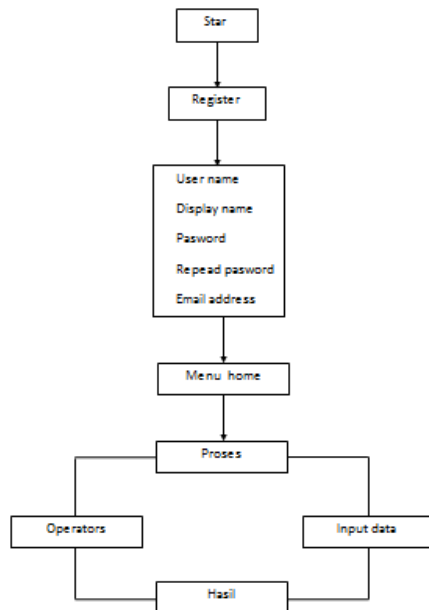 Star
Register
User name
Display name
Pasword
Repead pasword
Email address
Menu home
Proses
Operators
Input data
Hasil